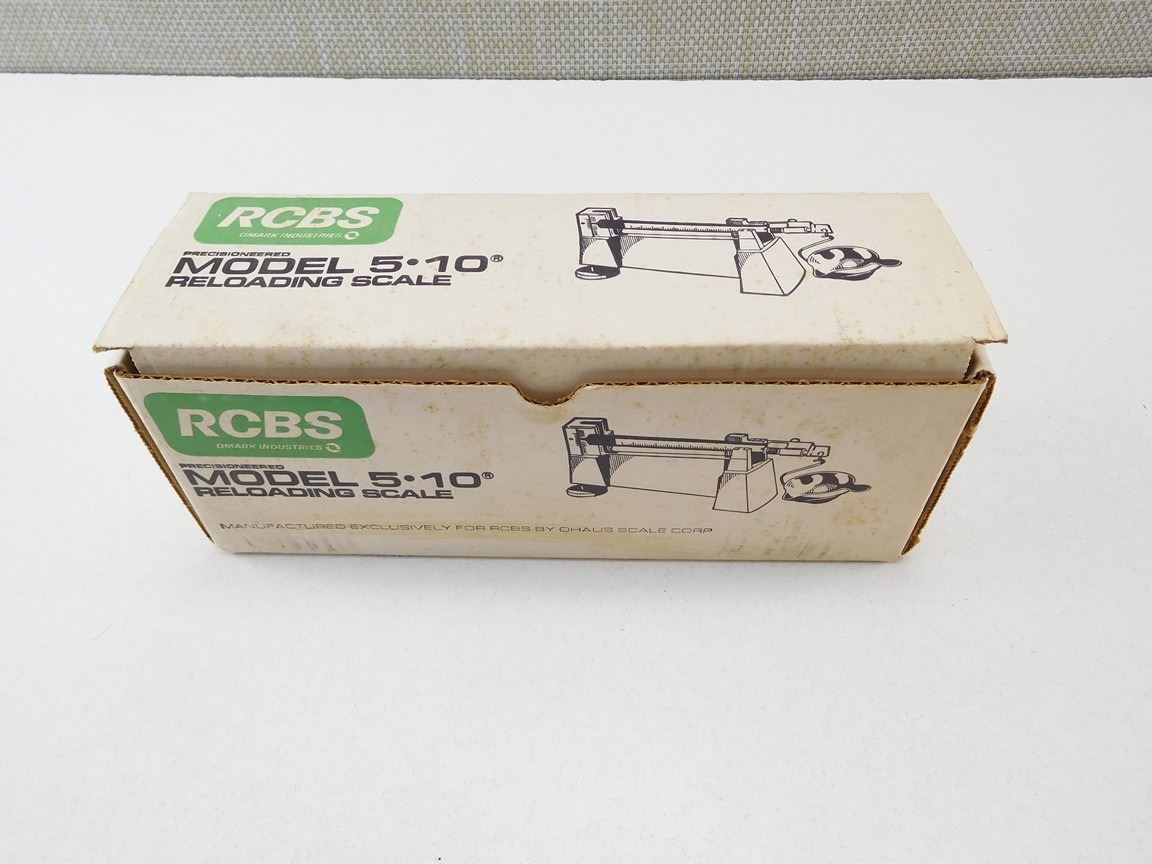 RCBS
OMARK INDUSTRIES
PRECISIONEERED
MODEL 5•10®
RELOADING SCALE
RCBS
OMARK INDUSTRIES
PRECISIONEERED
MODEL 5•10®
RELOADING SCALE
MANUFACTURED EXCLUSIVELY FOR RCBS BY OHAUS SCALE CORP